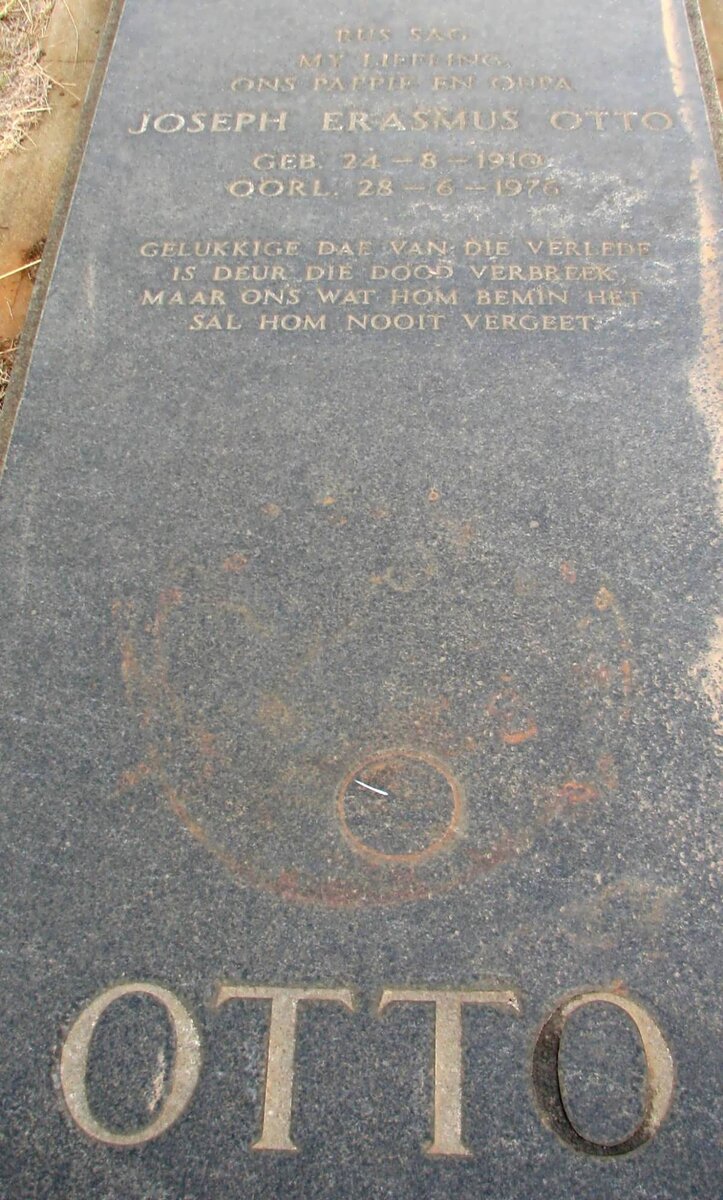 RUS SAG
MY LIEFLING,
ONS PAPPIE EN OUPA
JOSEPH ERASMUS OTTO
GEB. 24-8-1910
OORL. 28-6-1976
GELUKKIGE DAE VAN DIE VERLEDE
IS DEUR DIE DOOD VERBREEK
MAAR ONS WAT HOM BEMIN HET
SAL HOM NOOIT VERGEET.
OTTO